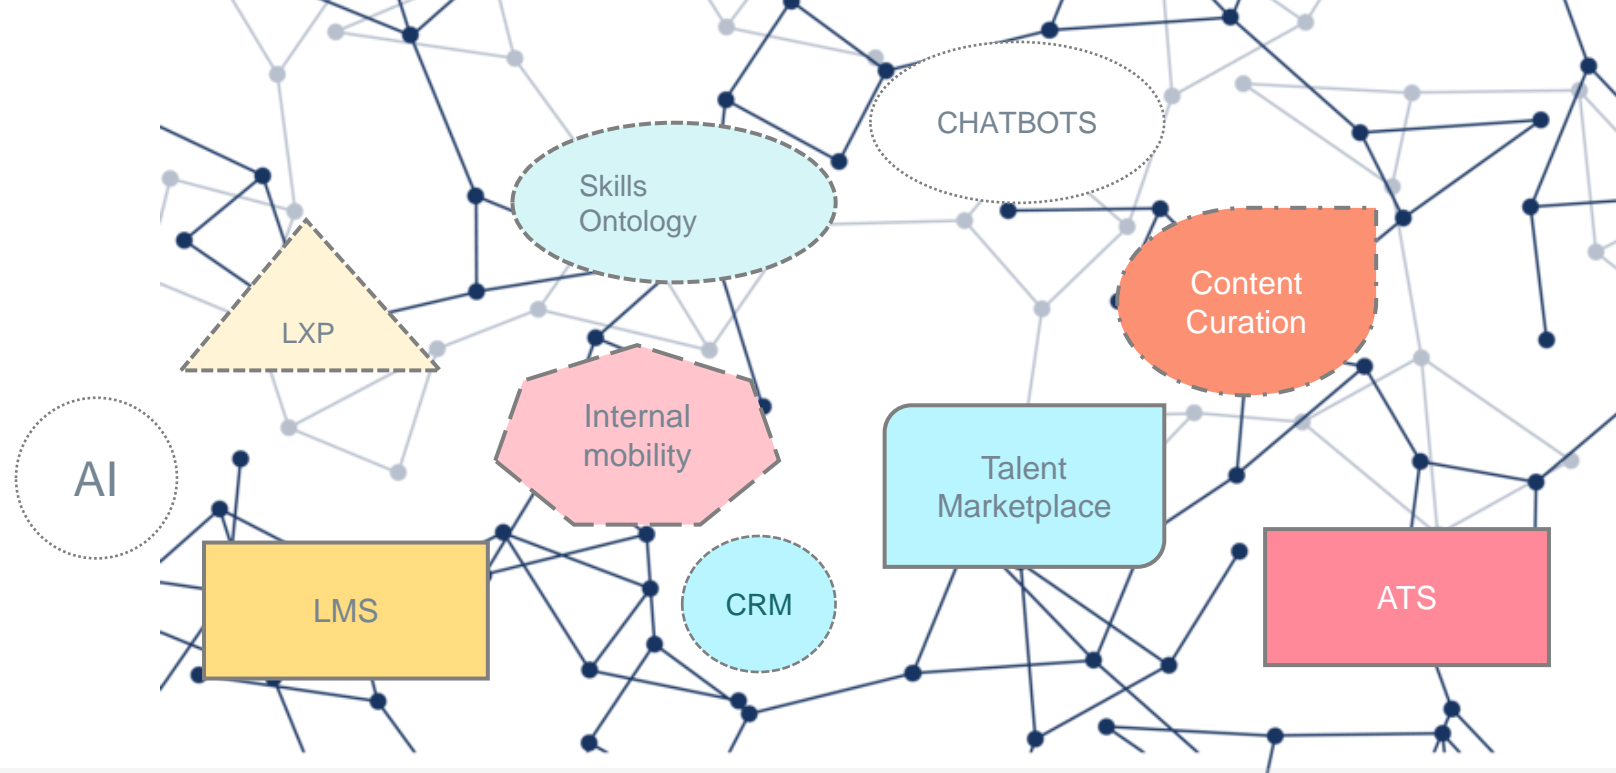 CHATBOTS
Skills
Ontology
Content
Curation
LXP
Internal
mobility
AI
Talent
Marketplace
LMS
CRM
ATS